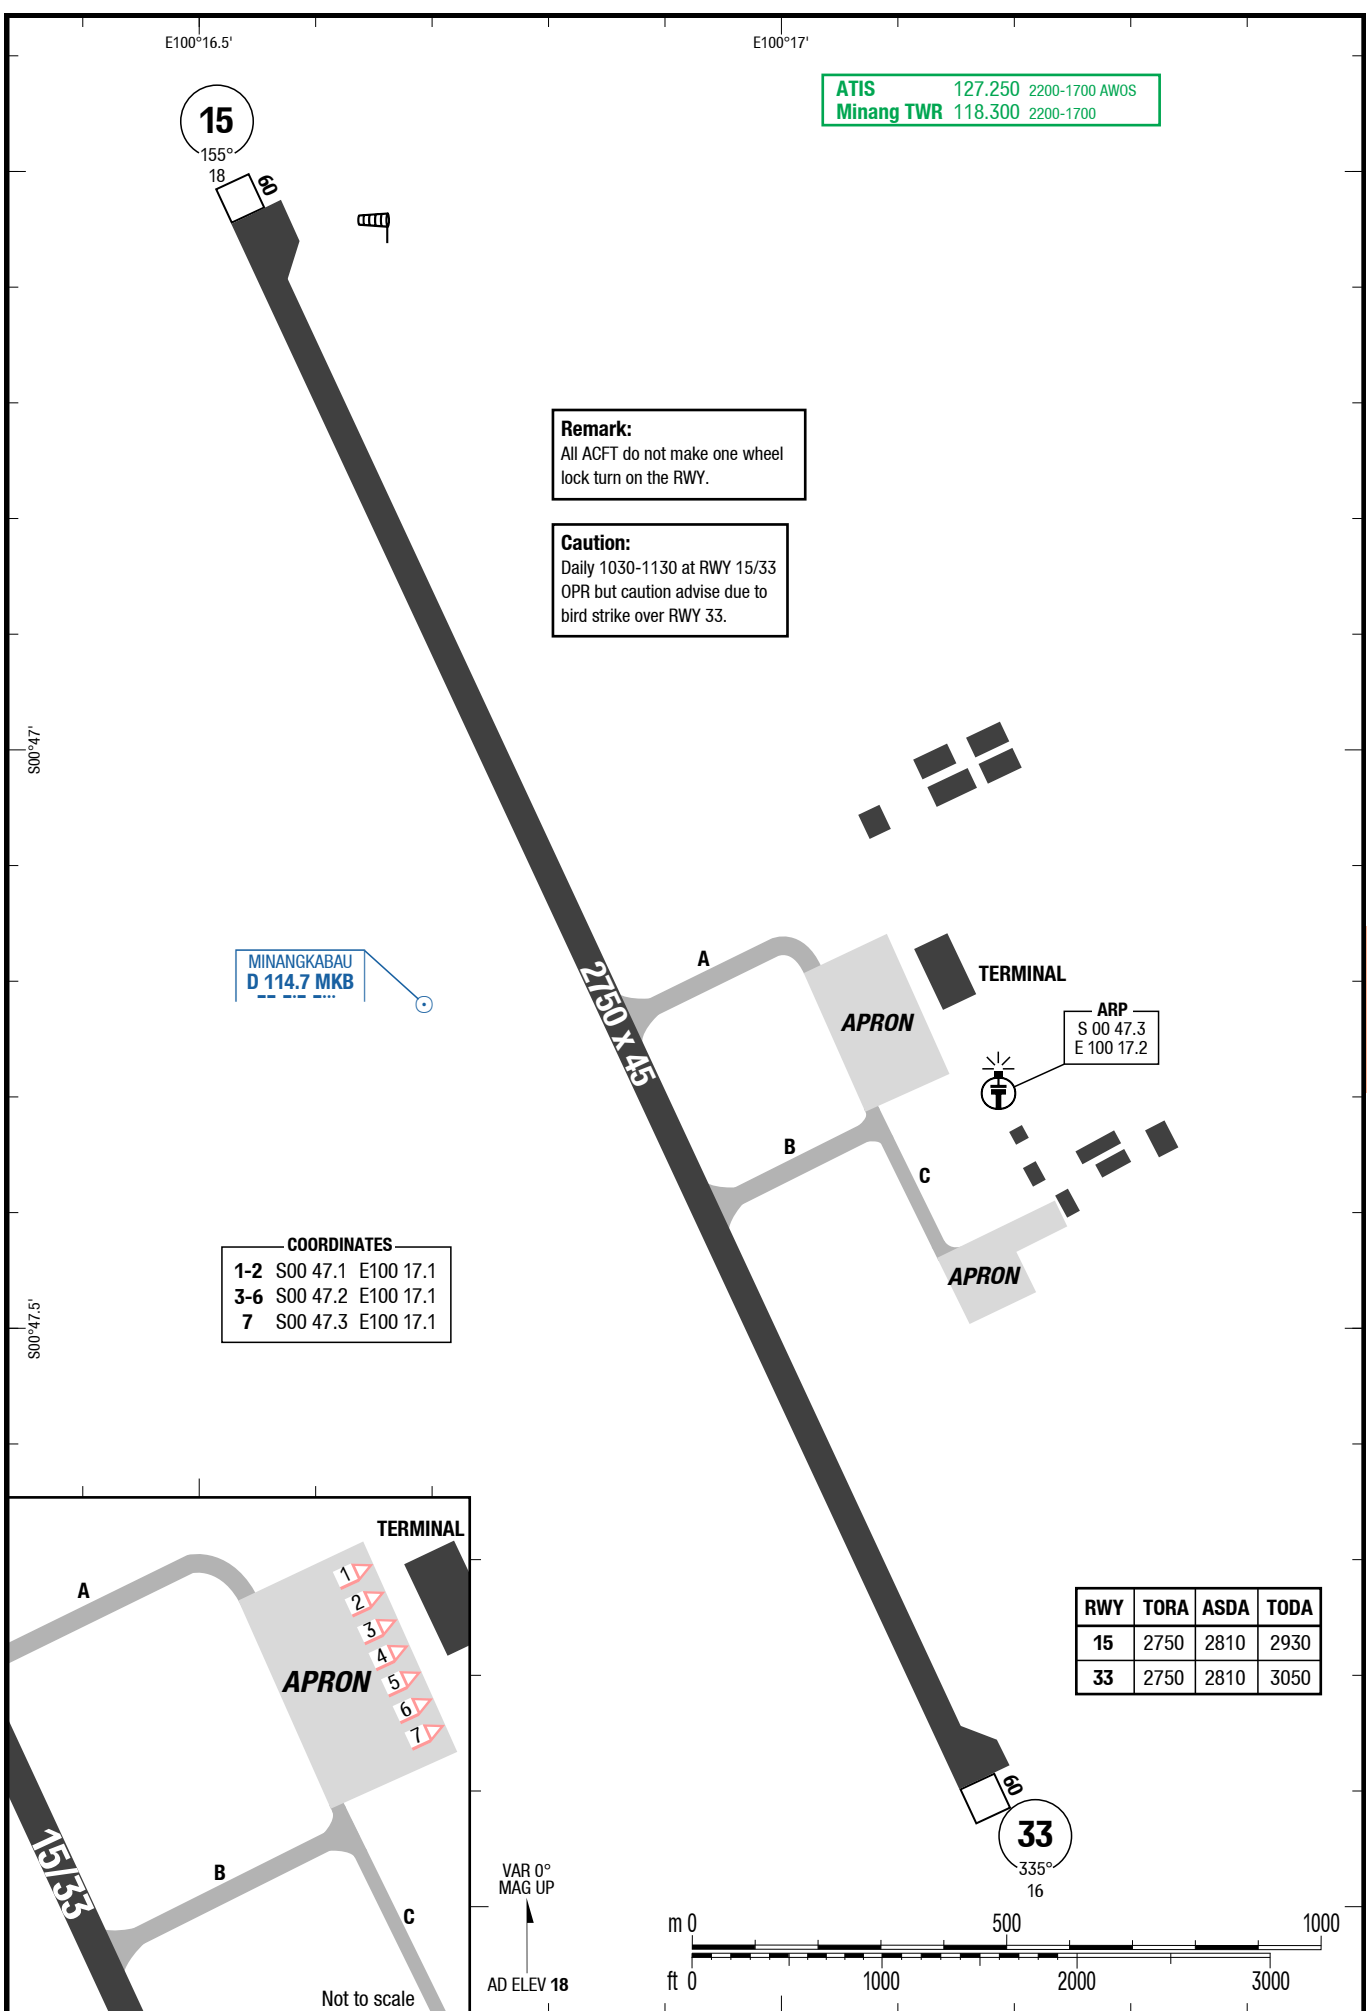 E100°16.5'
E100°17'
ATIS 127.250 2200-1700 AWOS
Minang TWR 118.300 2200-1700
15
155°
18
60
Remark:
All ACFT do not make one wheel
lock turn on the RWY.
Caution:
Daily 1030-1130 at RWY 15/33
OPR but caution advise due to
bird strike over RWY 33.
S00°47'
MINANGKABAU
D 114.7 MKB
2750 x 45
A
APRON
TERMINAL
ARP
S 00 47.3
E 100 17.2
B
C
APRON
COORDINATES
1-2 S00 47.1 E100 17.1
3-6 S00 47.2 E100 17.1
7 S00 47.3 E100 17.1
S00°47.5'
TERMINAL
A
1
2
3
4
5
6
7
APRON
15/33
B
C
Not to scale
RWY TORA ASDA TODA
15 2750 2810 2930
33 2750 2810 3050
60
33
335°
16
VAR 0°
MAG UP
AD ELEV 18
m 0 500 1000
ft 0 1000 2000 3000